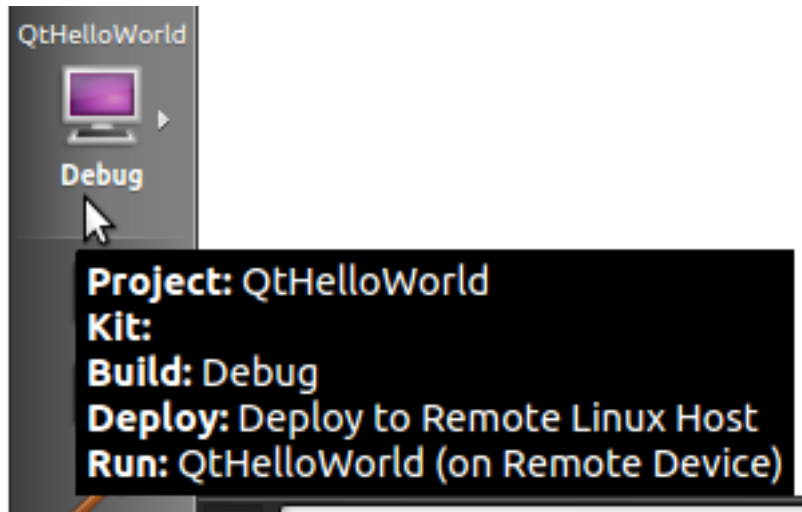 QtHelloWorld
Debug
Project: QtHelloWorld
Kit:
Build: Debug
Deploy: Deploy to Remote Linux Host
Run: QtHelloWorld (on Remote Device)